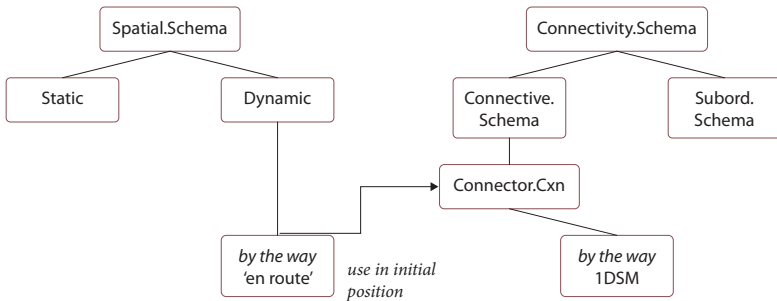 Spatial.Schema
Connectivity.Schema
Static
Dynamic
Connective.
Schema
Subord.
Schema
Connector.Cxn
by the way
'en route'
use in initial
position
by the way
1DSM